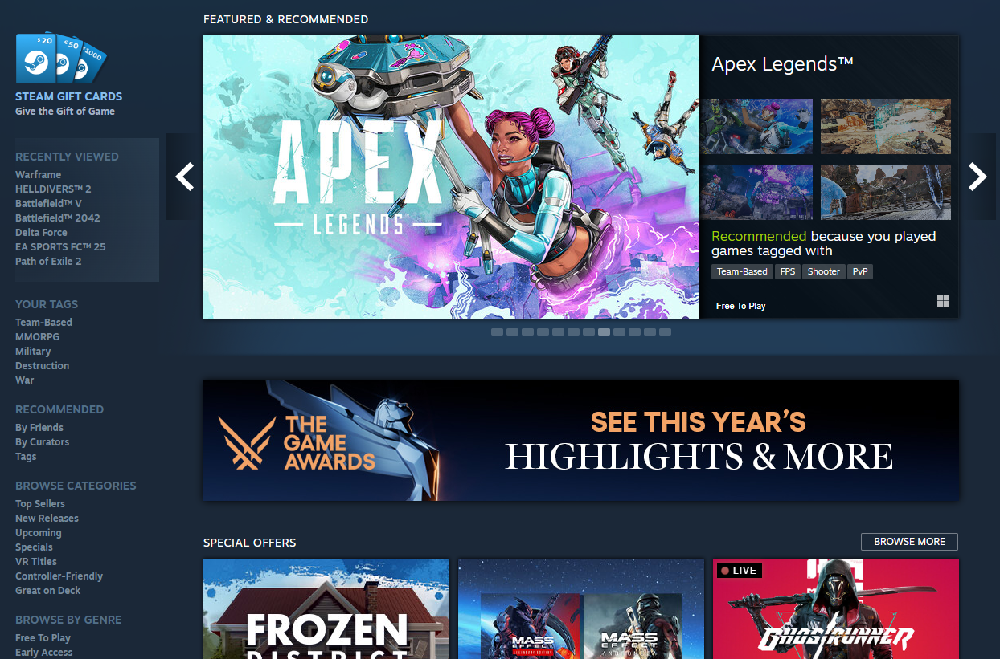 FEATURED & RECOMMENDED
$20
€50
¥1000
STEAM GIFT CARDS
Give the Gift of Game
RECENTLY VIEWED
Warframe
HELLDIVERS™ 2
Battlefield™ V
Battlefield™ 2042
Delta Force
EA SPORTS FC™ 25
Path of Exile 2
YOUR TAGS
Team-Based
MMORPG
Military
Destruction
War
RECOMMENDED
By Friends
By Curators
Tags
BROWSE CATEGORIES
Top Sellers
New Releases
Upcoming
Specials
VR Titles
Controller-Friendly
Great on Deck
BROWSE BY GENRE
Free To Play
Early Access
APEX
LEGENDS™
Apex Legends™
Recommended because you played
games tagged with
Team-Based FPS Shooter PvP
Free To Play
THE
GAME
AWARDS
SEE THIS YEAR'S
HIGHLIGHTS & MORE
SPECIAL OFFERS
BROWSE MORE
FROZEN
DISTRICT
MASS
EFFECT
LEGENDARY EDITION
MASS
EFFECT
ANDROMEDA
LIVE
GHOSTRUNNER